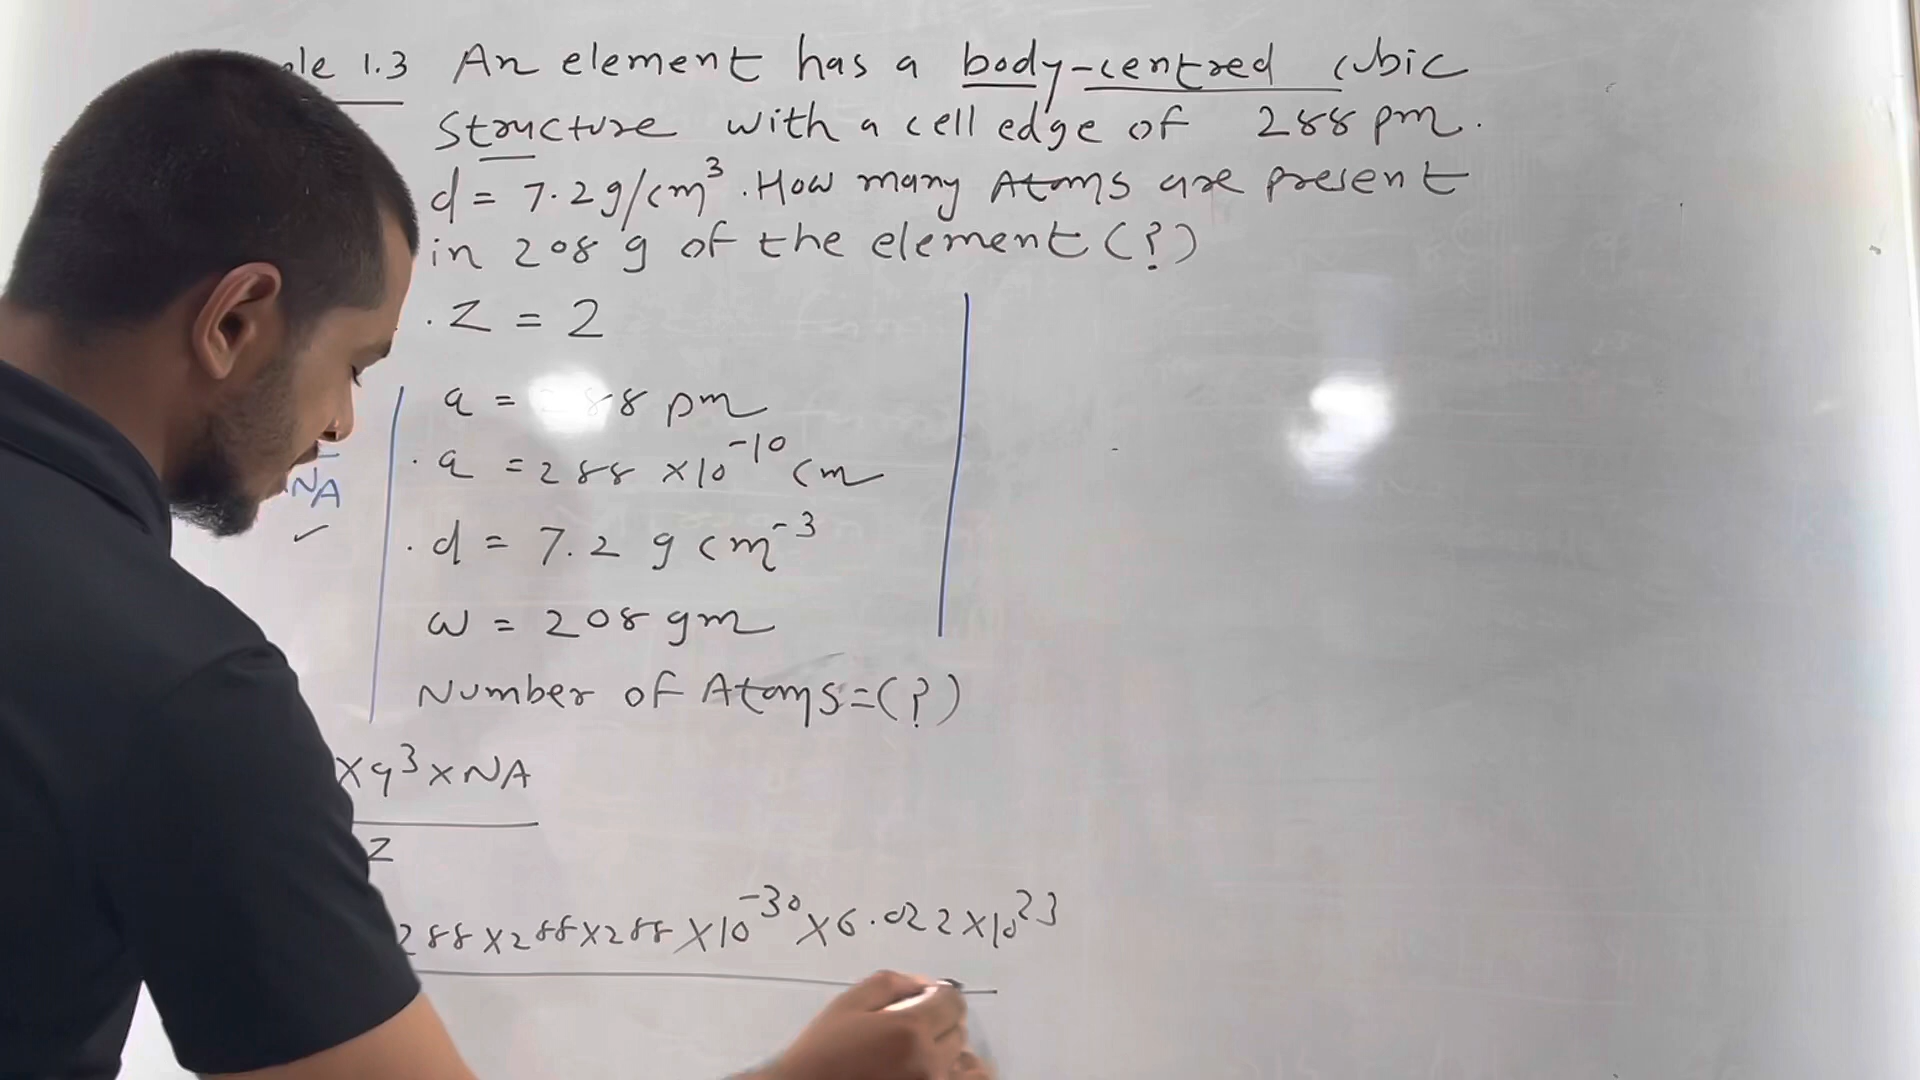 1.3 An element has a body-centred cubic
structure with a cell edge of 288 pm.
d = 7.2 g/cm³. How many Atoms are present
in 208 g of the element (?)
. Z = 2
a = 88 pm
. a = 288 ×10⁻¹⁰ cm
NA
. d = 7.2 g cm⁻³
w = 208 gm
Number of Atoms = (?)
×a³×NA
Z
288×288×288×10⁻³⁰×6.022×10²³